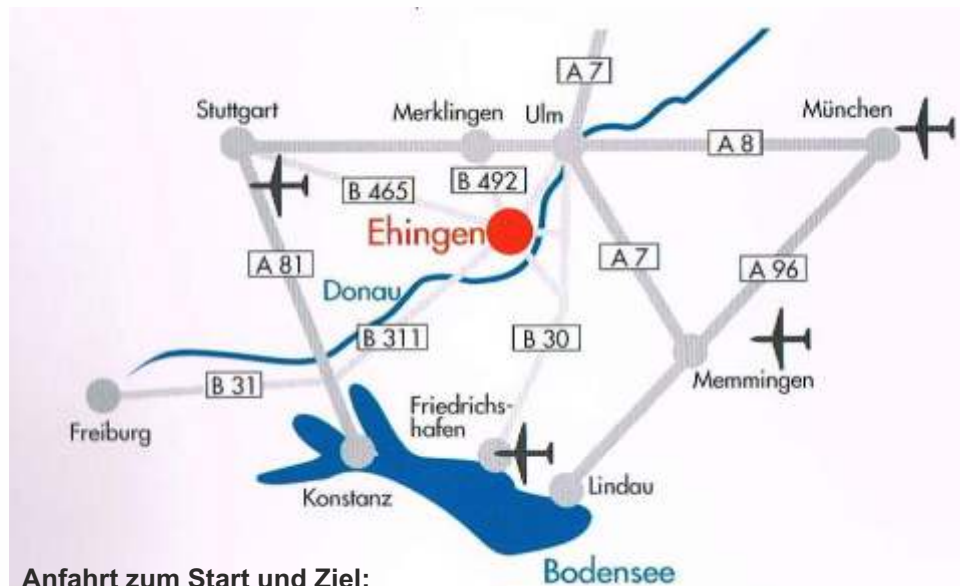 A 7
Stuttgart
Merklingen
Ulm
München
A 8
B 465
B 492
Ehingen
A 81
A 7
A 96
Donau
B 311
B 30
B 31
Memmingen
Freiburg
Friedrichs-
hafen
Konstanz
Lindau
Bodensee
Anfahrt zum Start und Ziel: